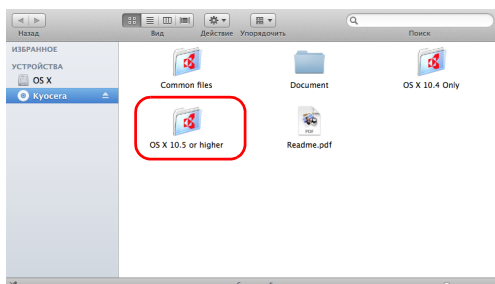 Назад Вид Действие Упорядочить Поиск
ИЗБРАННОЕ
УСТРОЙСТВА
OS X
Kyocera
Common files Document OS X 10.4 Only
PDF
OS X 10.5 or higher Readme.pdf